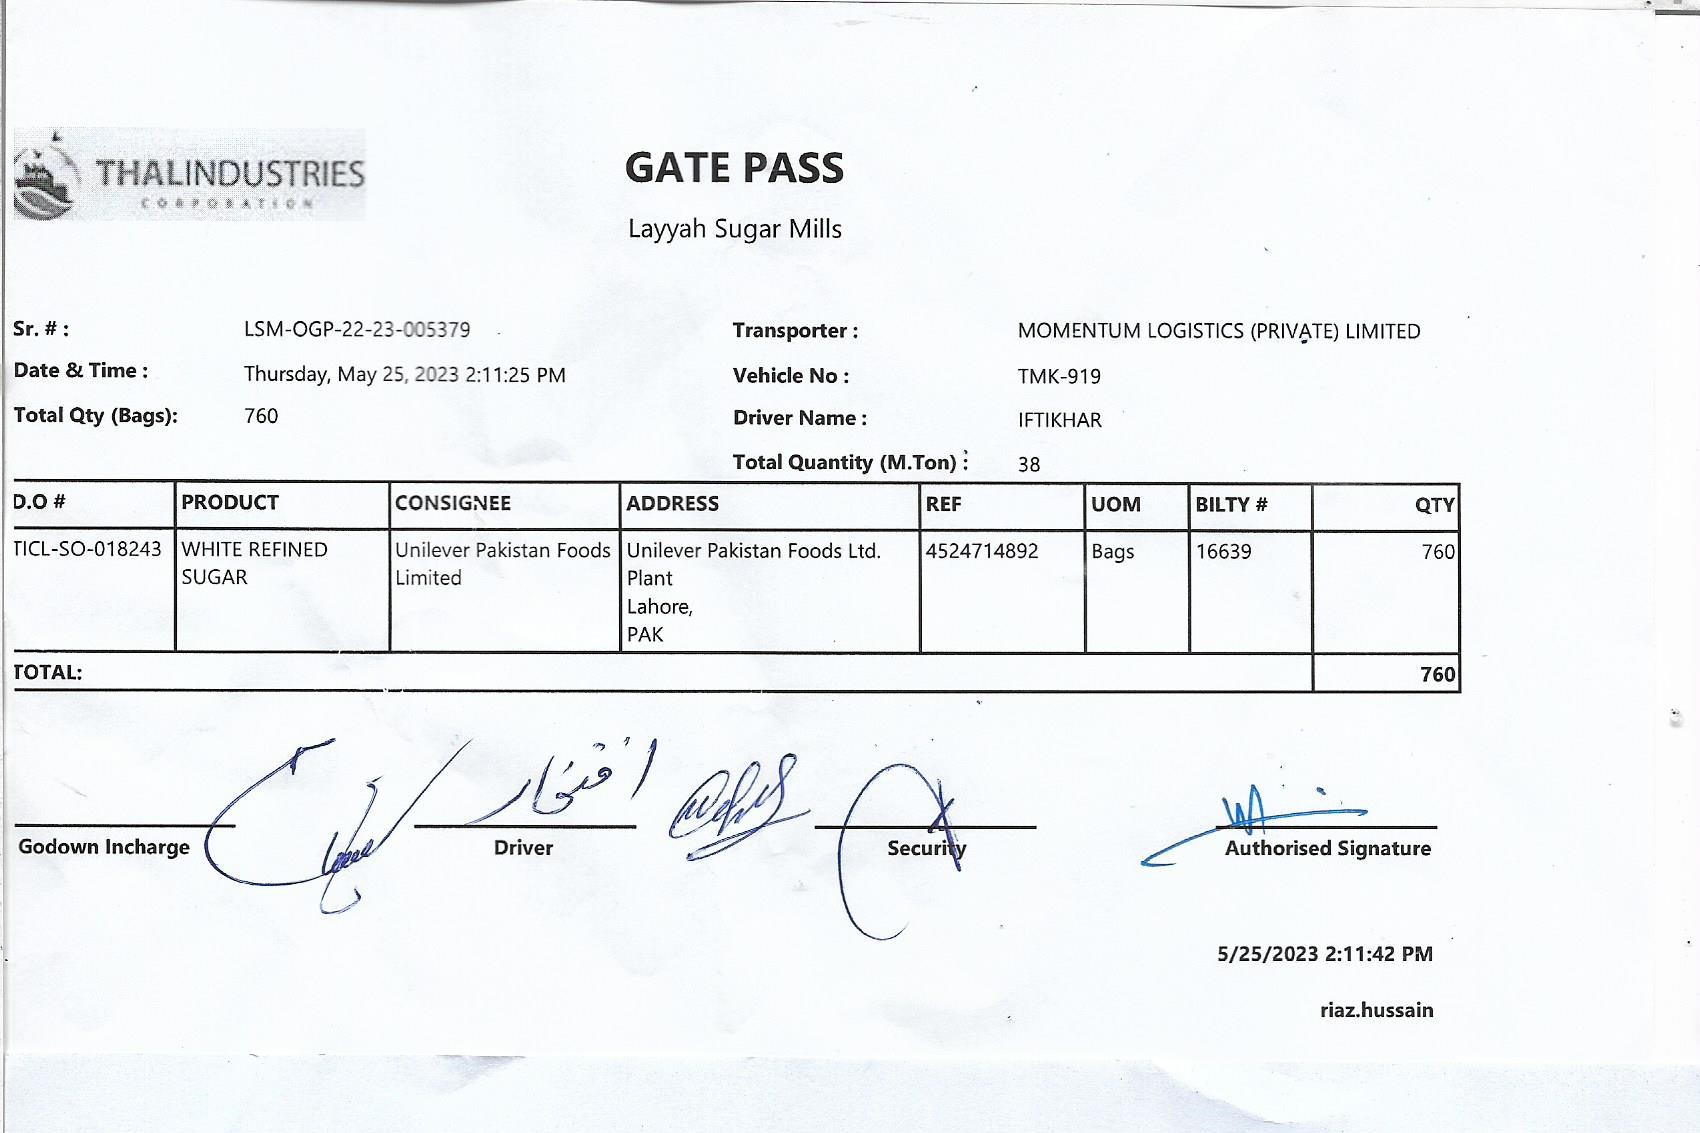 THALINDUSTRIES
CORPORATION
GATE PASS
Layyah Sugar Mills
Sr. # : LSM-OGP-22-23-005379
Transporter : MOMENTUM LOGISTICS (PRIVATE) LIMITED
Date & Time : Thursday, May 25, 2023 2:11:25 PM
Vehicle No : TMK-919
Total Qty (Bags): 760
Driver Name : IFTIKHAR
Total Quantity (M.Ton) : 38
D.O # PRODUCT CONSIGNEE ADDRESS REF UOM BILTY # QTY
TICL-SO-018243 WHITE REFINED Unilever Pakistan Foods Unilever Pakistan Foods Ltd. 4524714892 Bags 16639 760
SUGAR Limited Plant
Lahore,
PAK
TOTAL: 760
افتخار
Godown Incharge Driver Security Authorised Signature
5/25/2023 2:11:42 PM
riaz.hussain